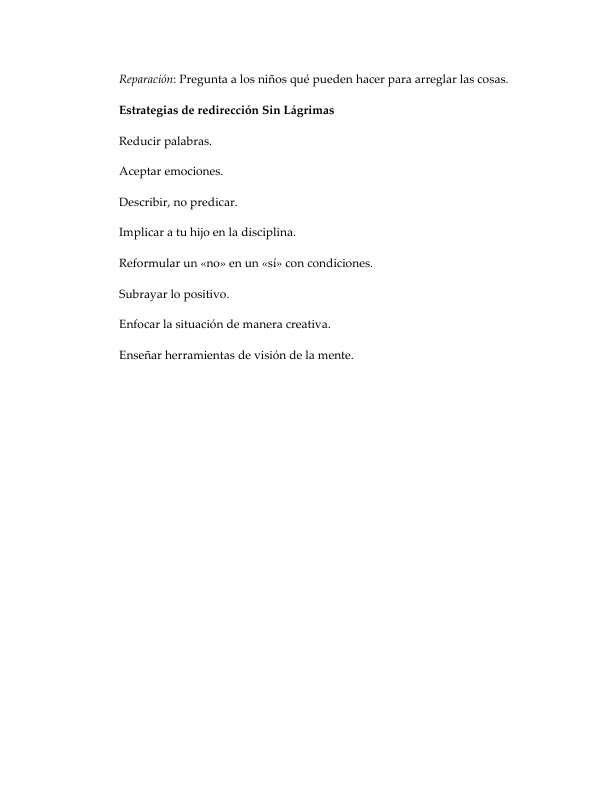 Reparación: Pregunta a los niños qué pueden hacer para arreglar las cosas.
Estrategias de redirección Sin Lágrimas
Reducir palabras.
Aceptar emociones.
Describir, no predicar.
Implicar a tu hijo en la disciplina.
Reformular un «no» en un «sí» con condiciones.
Subrayar lo positivo.
Enfocar la situación de manera creativa.
Enseñar herramientas de visión de la mente.